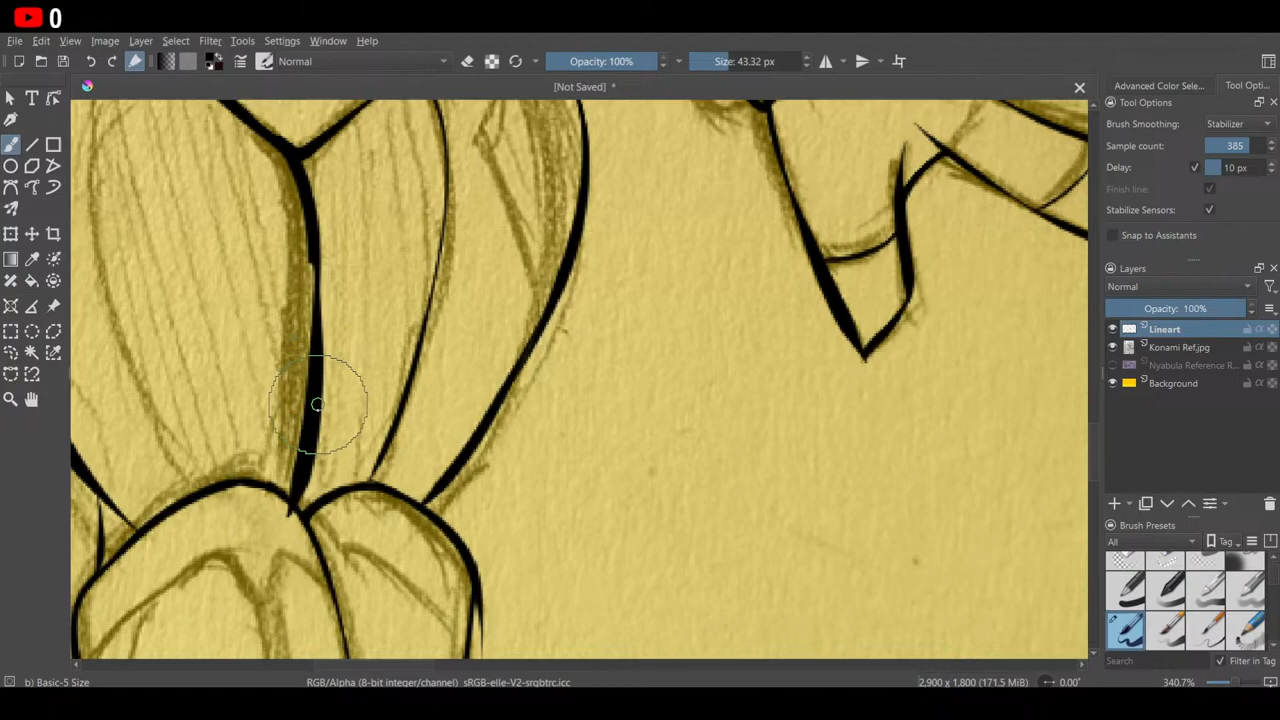 0
File Edit View Image Layer Select Filter Tools Settings Window Help
Normal Opacity: 100% Size: 43.32 px
[Not Saved] *
Advanced Color Sele... Tool Opti...
Tool Options
Brush Smoothing: Stabilizer
Sample count: 385
Delay: 10 px
Finish line:
Stabilize Sensors:
Snap to Assistants
Layers
Normal
Opacity: 100%
Lineart
Konami Ref.jpg
Nyabula Reference R...
Background
Brush Presets
All Tag
Search Filter in Tag
b) Basic-5 Size RGB/Alpha (8-bit integer/channel) sRGB-elle-V2-srgbtrc.icc 2,900 x 1,800 (171.5 MiB) 0.00° 340.7%